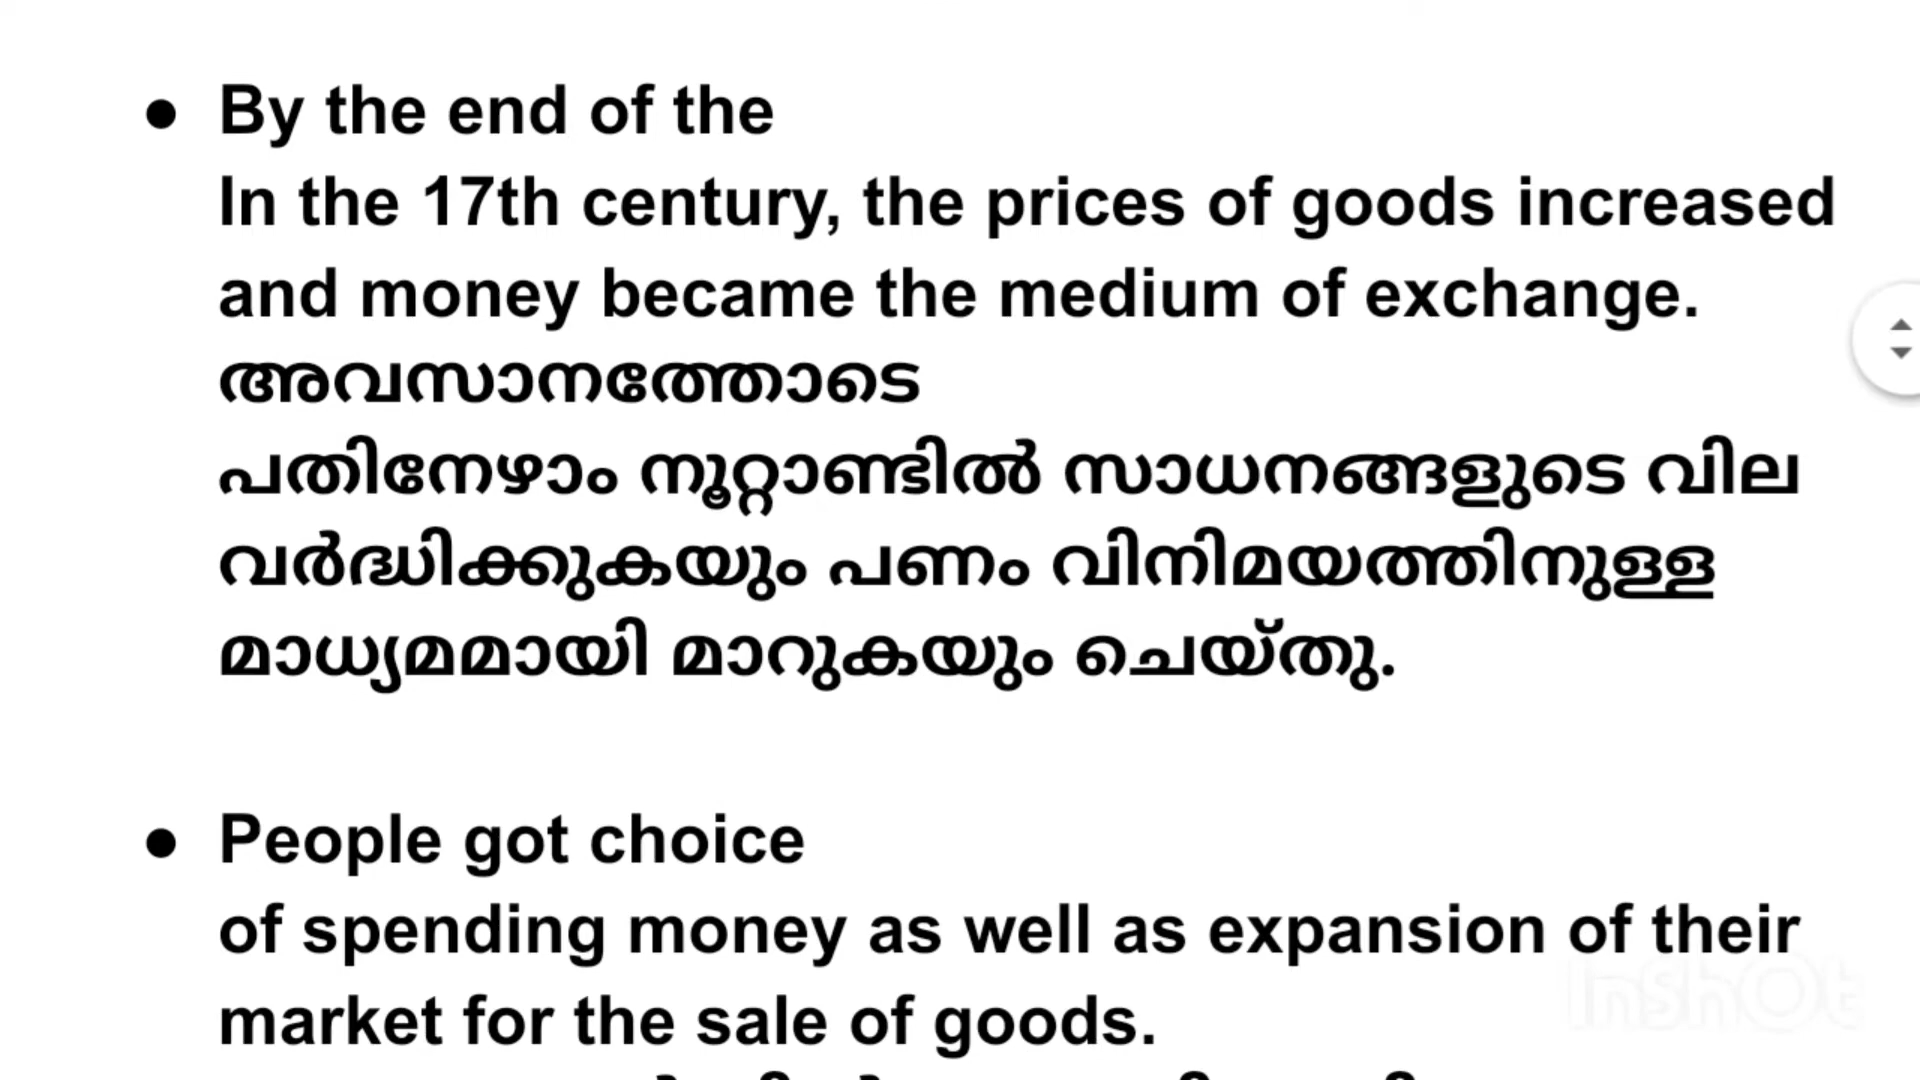 ● By the end of the
In the 17th century, the prices of goods increased
and money became the medium of exchange.
അവസാനത്തോടെ
പതിനേഴാം നൂറ്റാണ്ടിൽ സാധനങ്ങളുടെ വില
വർദ്ധിക്കുകയും പണം വിനിമയത്തിനുള്ള
മാധ്യമമായി മാറുകയും ചെയ്തു.
● People got choice
of spending money as well as expansion of their
market for the sale of goods.
InshOt